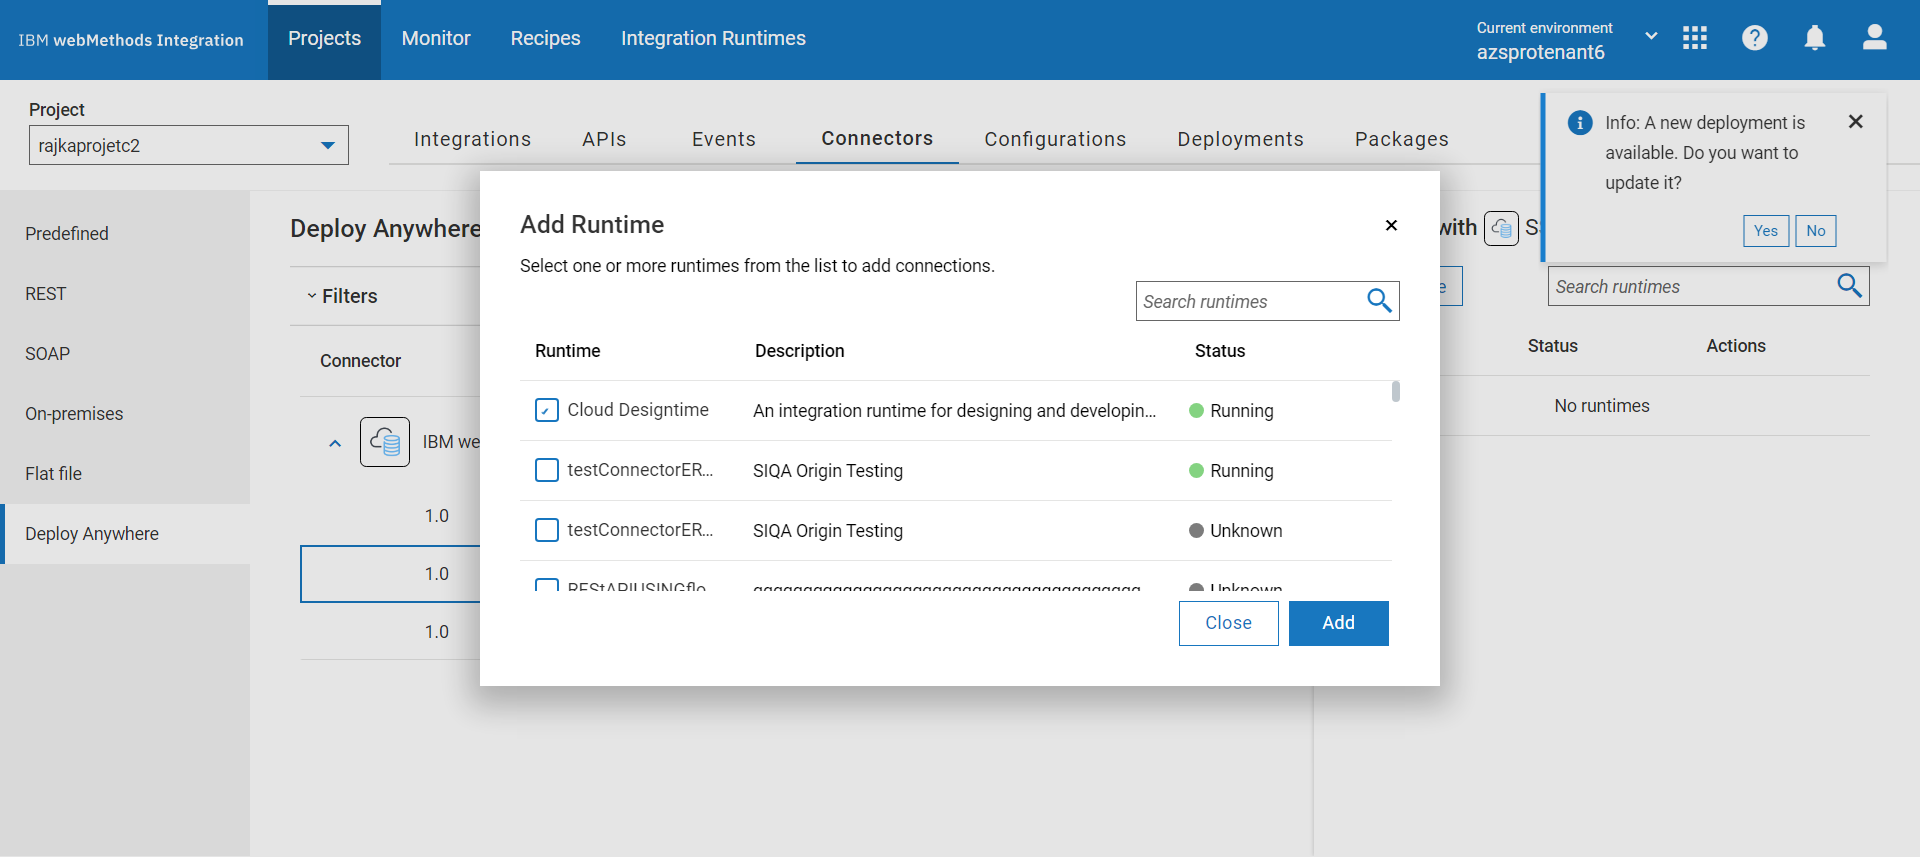 IBM webMethods Integration
Projects
Monitor
Recipes
Integration Runtimes
Current environment
azsprotenant6
Project
rajkaprojetc2
Integrations
APIs
Events
Connectors
Configurations
Deployments
Packages
Info: A new deployment is
available. Do you want to
update it?
Yes
No
Predefined
REST
SOAP
On-premises
Flat file
Deploy Anywhere
Deploy Anywhere
Filters
Connector
IBM we
1.0
1.0
1.0
Add Runtime
Select one or more runtimes from the list to add connections.
Search runtimes
Runtime Description Status
Cloud Designtime An integration runtime for designing and developin... Running
testConnectorER... SIQA Origin Testing Running
testConnectorER... SIQA Origin Testing Unknown
REStAPIUSINGflo Unknown
Close
Add
with
Search runtimes
Status Actions
No runtimes